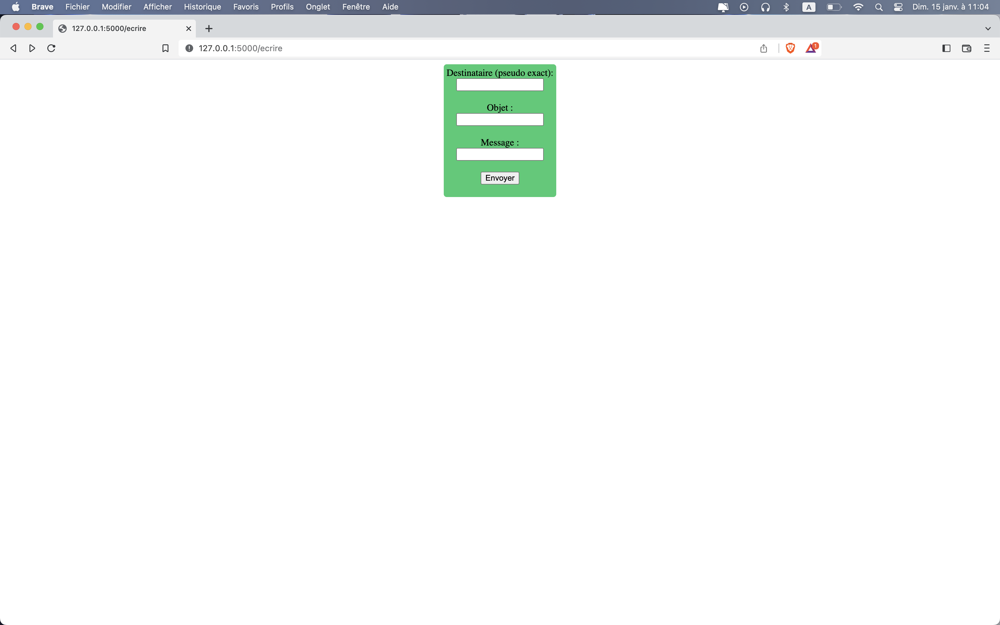 Brave Fichier Modifier Afficher Historique Favoris Profils Onglet Fenêtre Aide A Dim. 15 janv. à 11:04
127.0.0.1:5000/ecrire
127.0.0.1:5000/ecrire 1
Destinataire (pseudo exact):
Objet :
Message :
Envoyer